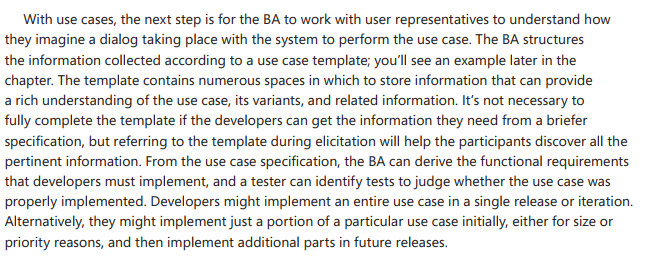 With use cases, the next step is for the BA to work with user representatives to understand how
they imagine a dialog taking place with the system to perform the use case. The BA structures
the information collected according to a use case template; you’ll see an example later in the
chapter. The template contains numerous spaces in which to store information that can provide
a rich understanding of the use case, its variants, and related information. It’s not necessary to
fully complete the template if the developers can get the information they need from a briefer
specification, but referring to the template during elicitation will help the participants discover all the
pertinent information. From the use case specification, the BA can derive the functional requirements
that developers must implement, and a tester can identify tests to judge whether the use case was
properly implemented. Developers might implement an entire use case in a single release or iteration.
Alternatively, they might implement just a portion of a particular use case initially, either for size or
priority reasons, and then implement additional parts in future releases.